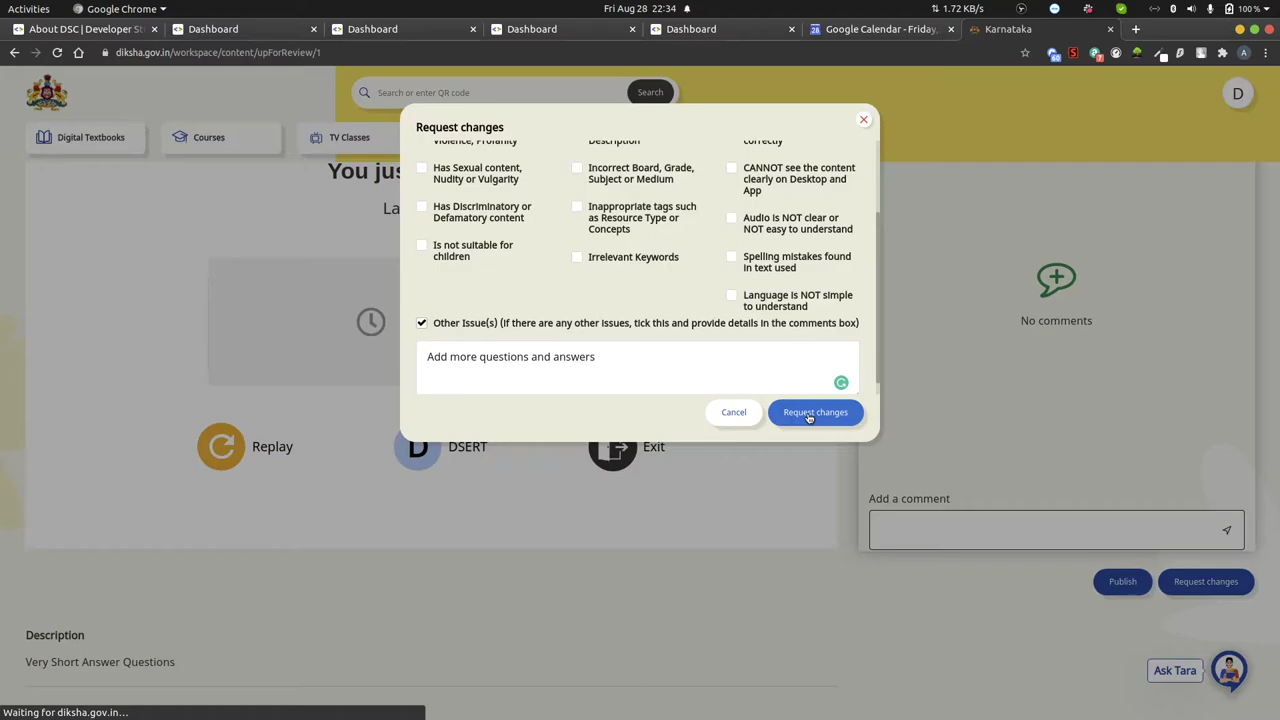 Activities
Google Chrome
Fri Aug 28 22:34
1.72 KB/s
100 %
About DSC | Developer St
Dashboard
Dashboard
Dashboard
Dashboard
28 Google Calendar - Friday,
Karnataka
diksha.gov.in/workspace/content/upForReview/1
Search or enter QR code
Search
D
Digital Textbooks
Courses
TV Classes
Request changes
Violence, Profanity
Description
correctly
Has Sexual content,
Nudity or Vulgarity
Incorrect Board, Grade,
Subject or Medium
CANNOT see the content
clearly on Desktop and
App
Has Discriminatory or
Defamatory content
Inappropriate tags such
as Resource Type or
Concepts
Audio is NOT clear or
NOT easy to understand
Is not suitable for
children
Irrelevant Keywords
Spelling mistakes found
in text used
Language is NOT simple
to understand
Other Issue(s) (if there are any other issues, tick this and provide details in the comments box)
Add more questions and answers
Cancel
Request changes
You jus
La
Replay
D
DSERT
Exit
No comments
Add a comment
Publish
Request changes
Description
Very Short Answer Questions
Ask Tara
Waiting for diksha.gov.in...